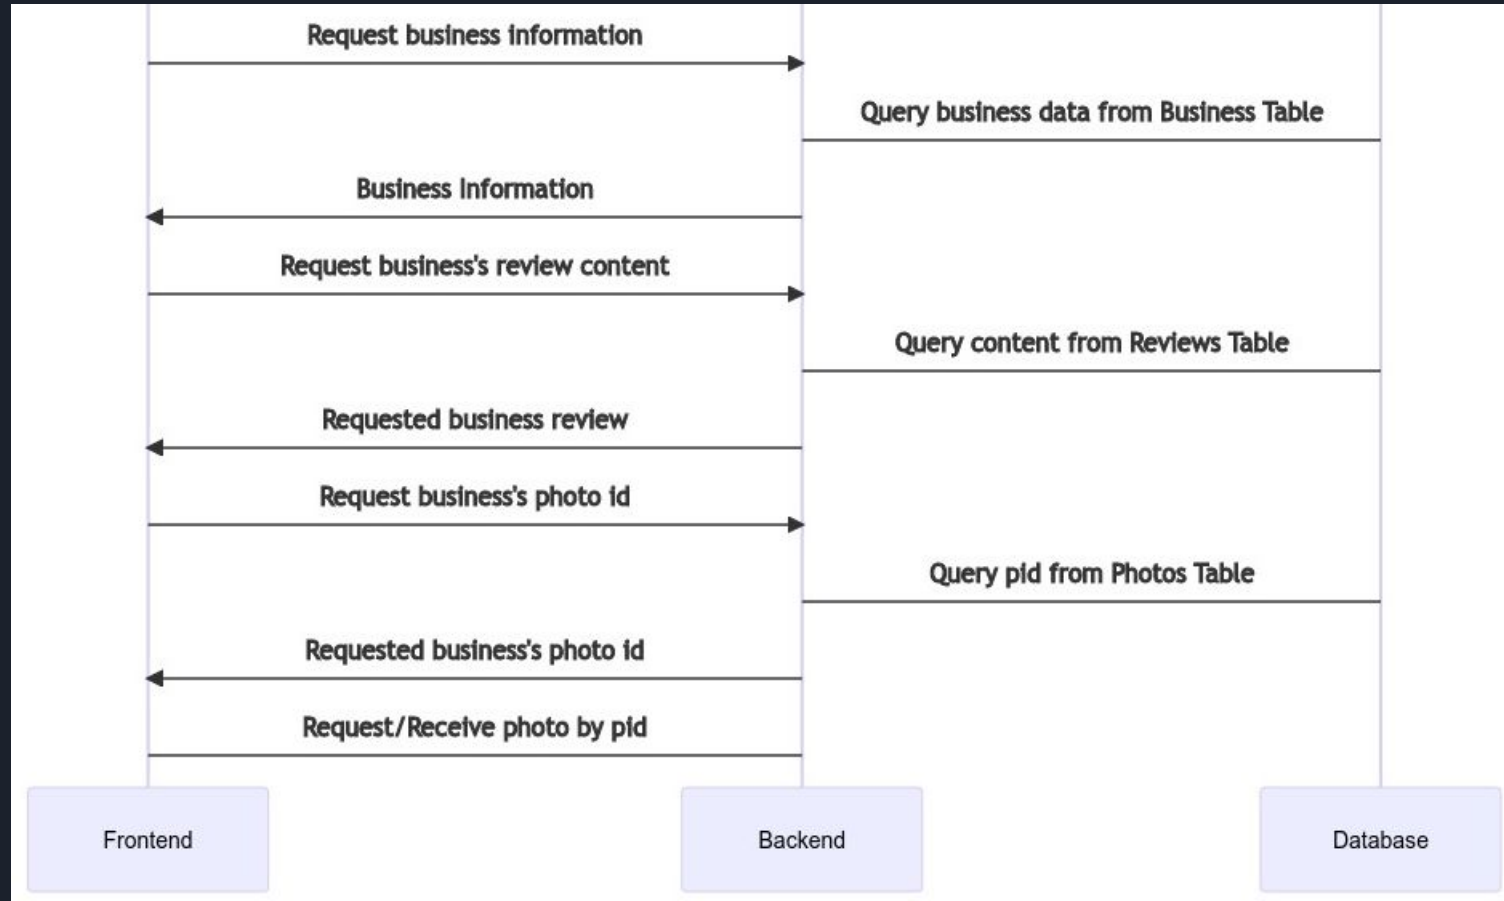 Request business information
Query business data from Business Table
Business Information
Request business's review content
Query content from Reviews Table
Requested business review
Request business's photo id
Query pid from Photos Table
Requested business's photo id
Request/Receive photo by pid
Frontend
Backend
Database